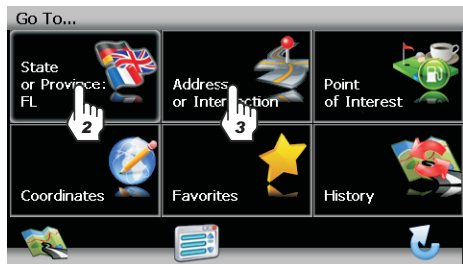 Go To...
State
or Province:
FL
2
Address
or Intersection
3
Point
of Interest
Coordinates
Favorites
History